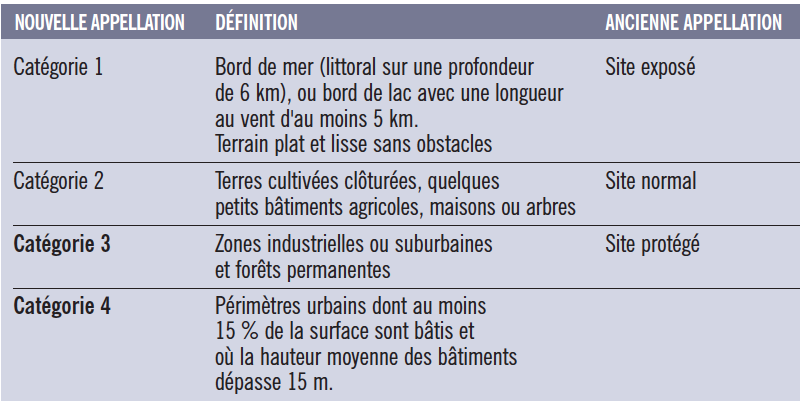 NOUVELLE APPELLATION DÉFINITION ANCIENNE APPELLATION
Catégorie 1 Bord de mer (littoral sur une profondeur Site exposé
de 6 km), ou bord de lac avec une longueur
au vent d'au moins 5 km.
Terrain plat et lisse sans obstacles
Catégorie 2 Terres cultivées clôturées, quelques Site normal
petits bâtiments agricoles, maisons ou arbres
Catégorie 3 Zones industrielles ou suburbaines Site protégé
et forêts permanentes
Catégorie 4 Périmètres urbains dont au moins
15 % de la surface sont bâtis et
où la hauteur moyenne des bâtiments
dépasse 15 m.